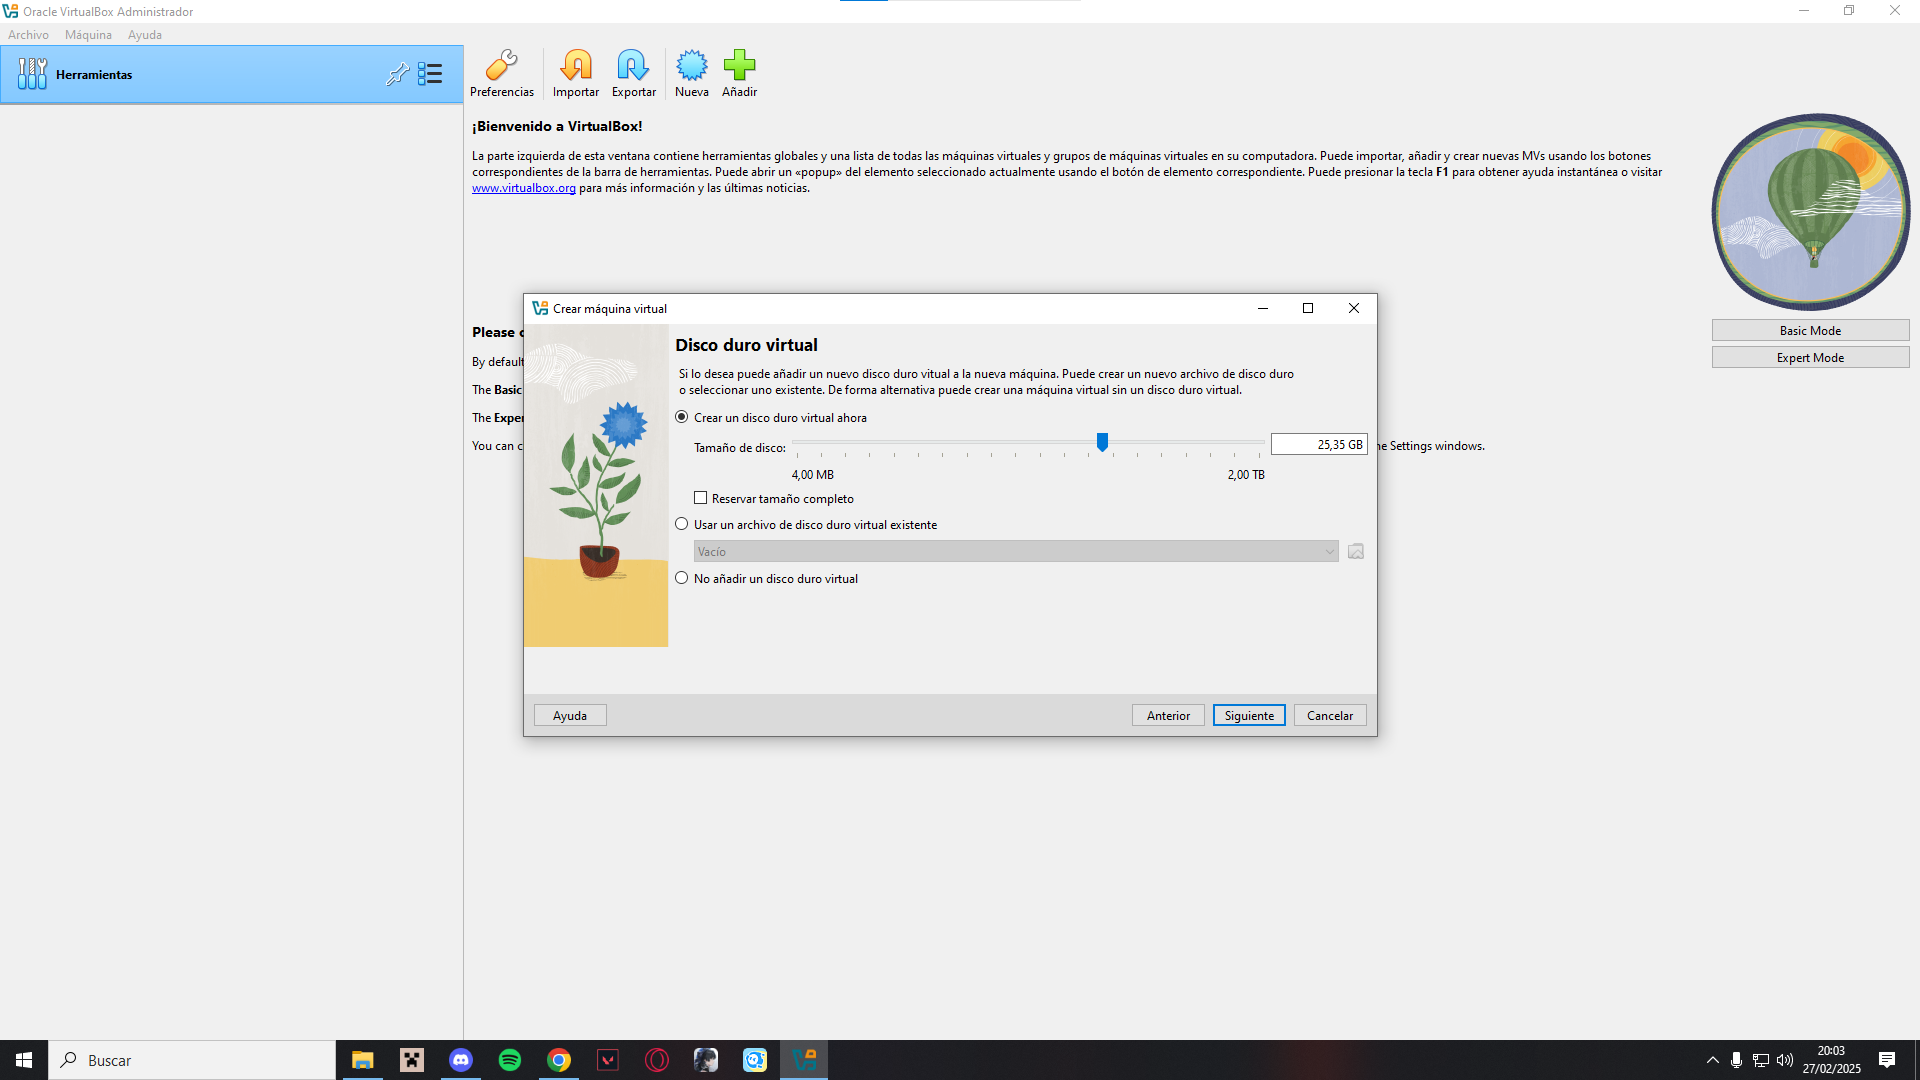 Oracle VirtualBox Administrador
Archivo Máquina Ayuda
Herramientas
Preferencias Importar Exportar Nueva Añadir
¡Bienvenido a VirtualBox!
La parte izquierda de esta ventana contiene herramientas globales y una lista de todas las máquinas virtuales y grupos de máquinas virtuales en su computadora. Puede importar, añadir y crear nuevas MVs usando los botones
correspondientes de la barra de herramientas. Puede abrir un «popup» del elemento seleccionado actualmente usando el botón de elemento correspondiente. Puede presionar la tecla F1 para obtener ayuda instantánea o visitar
www.virtualbox.org para más información y las últimas noticias.
Please
By default
The Basic
The Exper
You can c
he Settings windows.
Basic Mode
Expert Mode
Crear máquina virtual
Disco duro virtual
Si lo desea puede añadir un nuevo disco duro vitual a la nueva máquina. Puede crear un nuevo archivo de disco duro
o seleccionar uno existente. De forma alternativa puede crear una máquina virtual sin un disco duro virtual.
Crear un disco duro virtual ahora
Tamaño de disco: 25,35 GB
4,00 MB 2,00 TB
Reservar tamaño completo
Usar un archivo de disco duro virtual existente
Vacío
No añadir un disco duro virtual
Ayuda Anterior Siguiente Cancelar
Buscar
20:03
27/02/2025